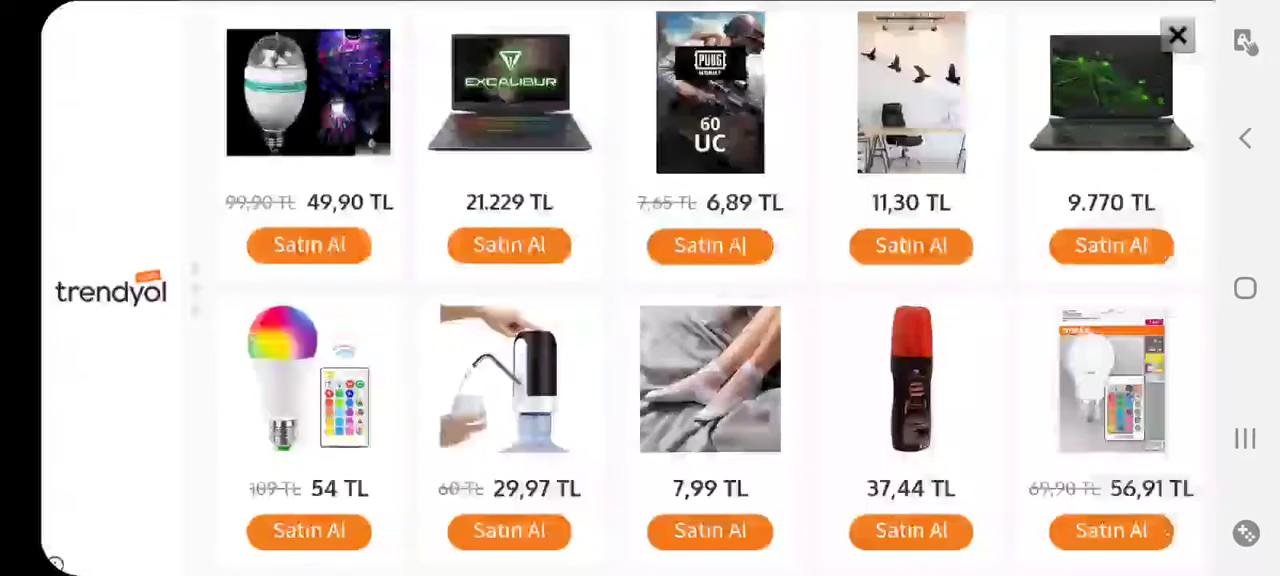 EXCALIBUR
PUBG
MOBILE
60
UC
99,90 TL 49,90 TL
21.229 TL
7,65 TL 6,89 TL
11,30 TL
9.770 TL
Satın Al
Satın Al
Satın Al
Satın Al
Satın Al
trendyol
109 TL 54 TL
60 TL 29,97 TL
7,99 TL
37,44 TL
69,90 TL 56,91 TL
Satın Al
Satın Al
Satın Al
Satın Al
Satın Al